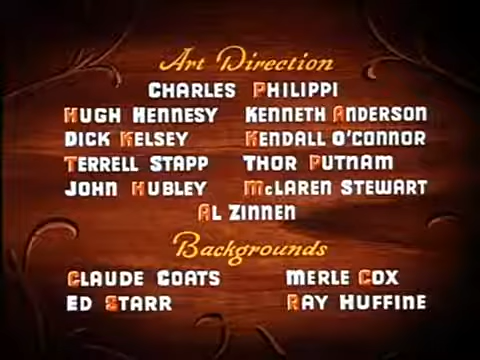 Art Direction
CHARLES PHILIPPI
HUGH HENNESY KENNETH ANDERSON
DICK KELSEY KENDALL O'CONNOR
TERRELL STAPP THOR PUTNAM
JOHN HUBLEY MCLAREN STEWART
AL ZINNEN
Backgrounds
CLAUDE COATS MERLE COX
ED STARR RAY HUFFINE